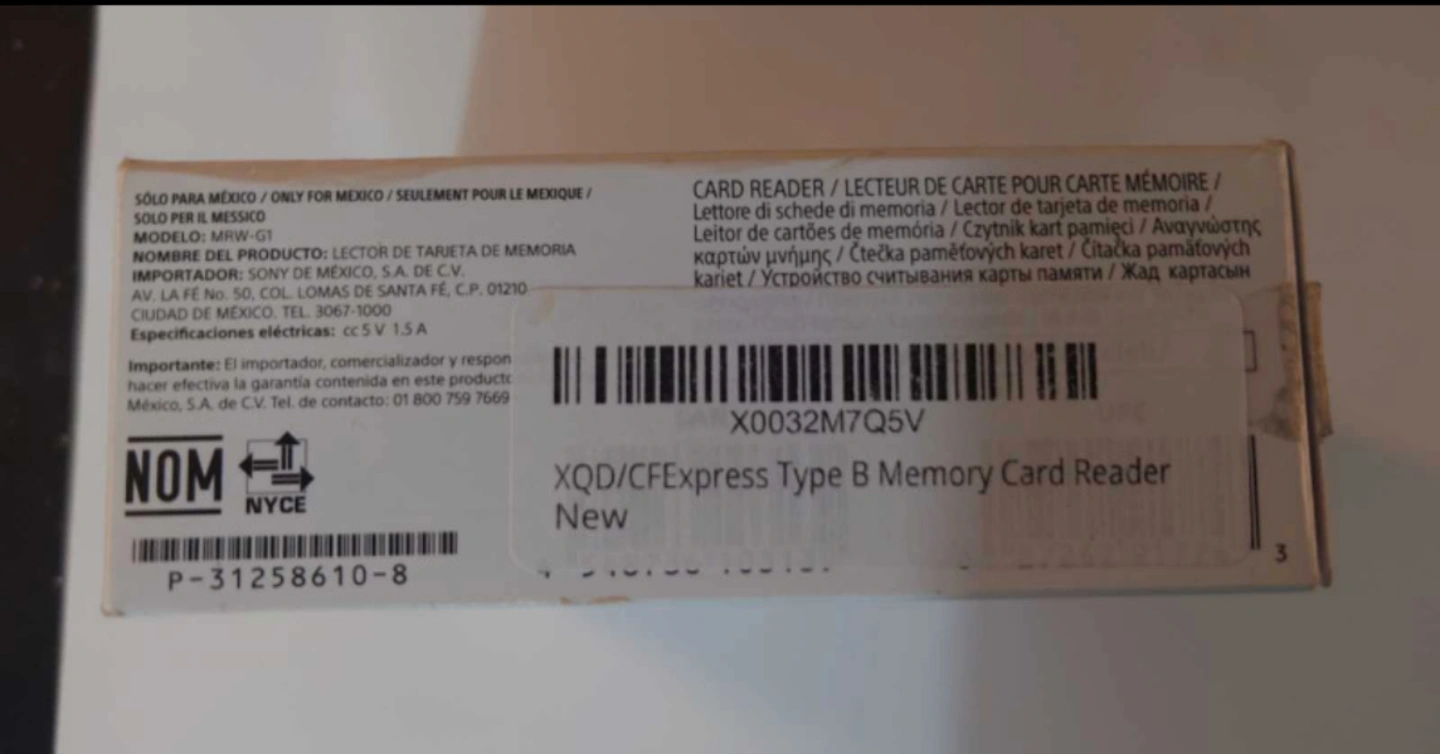 SÓLO PARA MÉXICO / ONLY FOR MEXICO / SEULEMENT POUR LE MEXIQUE /
SOLO PER IL MESSICO
MODELO: MRW-G1
NOMBRE DEL PRODUCTO: LECTOR DE TARJETA DE MEMORIA
IMPORTADOR: SONY DE MÉXICO, S.A. DE C.V.
AV. LA FÉ No. 50, COL. LOMAS DE SANTA FÉ, C.P. 01210
CIUDAD DE MÉXICO. TEL. 3067-1000
Especificaciones eléctricas: cc 5 V 1.5 A
Importante: El importador, comercializador y respon
hacer efectiva la garantía contenida en este producto
México, S.A. de C.V. Tel. de contacto: 01 800 759 7669
NOM
NYCE
P-31258610-8
CARD READER / LECTEUR DE CARTE POUR CARTE MÉMOIRE /
Lettore di schede di memoria / Lector de tarjeta de memoria /
Leitor de cartões de memória / Czytnik kart pamięci / Αναγνώστης
καρτών μνήμης / Čtečka paměťových karet / Čítačka pamäťových
kariet / Устройство считывания карты памяти / Жад картасын
X0032M7Q5V
XQD/CFExpress Type B Memory Card Reader
New
UPC
3